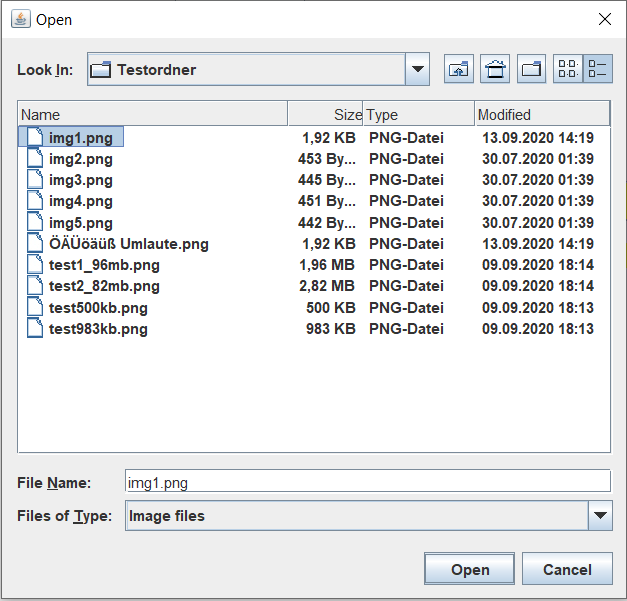 Open
Look In: Testordner
Name Size Type Modified
img1.png 1,92 KB PNG-Datei 13.09.2020 14:19
img2.png 453 By... PNG-Datei 30.07.2020 01:39
img3.png 445 By... PNG-Datei 30.07.2020 01:39
img4.png 451 By... PNG-Datei 30.07.2020 01:39
img5.png 442 By... PNG-Datei 30.07.2020 01:39
ÖÄÜöäüß Umlaute.png 1,92 KB PNG-Datei 13.09.2020 14:19
test1_96mb.png 1,96 MB PNG-Datei 09.09.2020 18:14
test2_82mb.png 2,82 MB PNG-Datei 09.09.2020 18:14
test500kb.png 500 KB PNG-Datei 09.09.2020 18:13
test983kb.png 983 KB PNG-Datei 09.09.2020 18:13
File Name: img1.png
Files of Type: Image files
Open Cancel